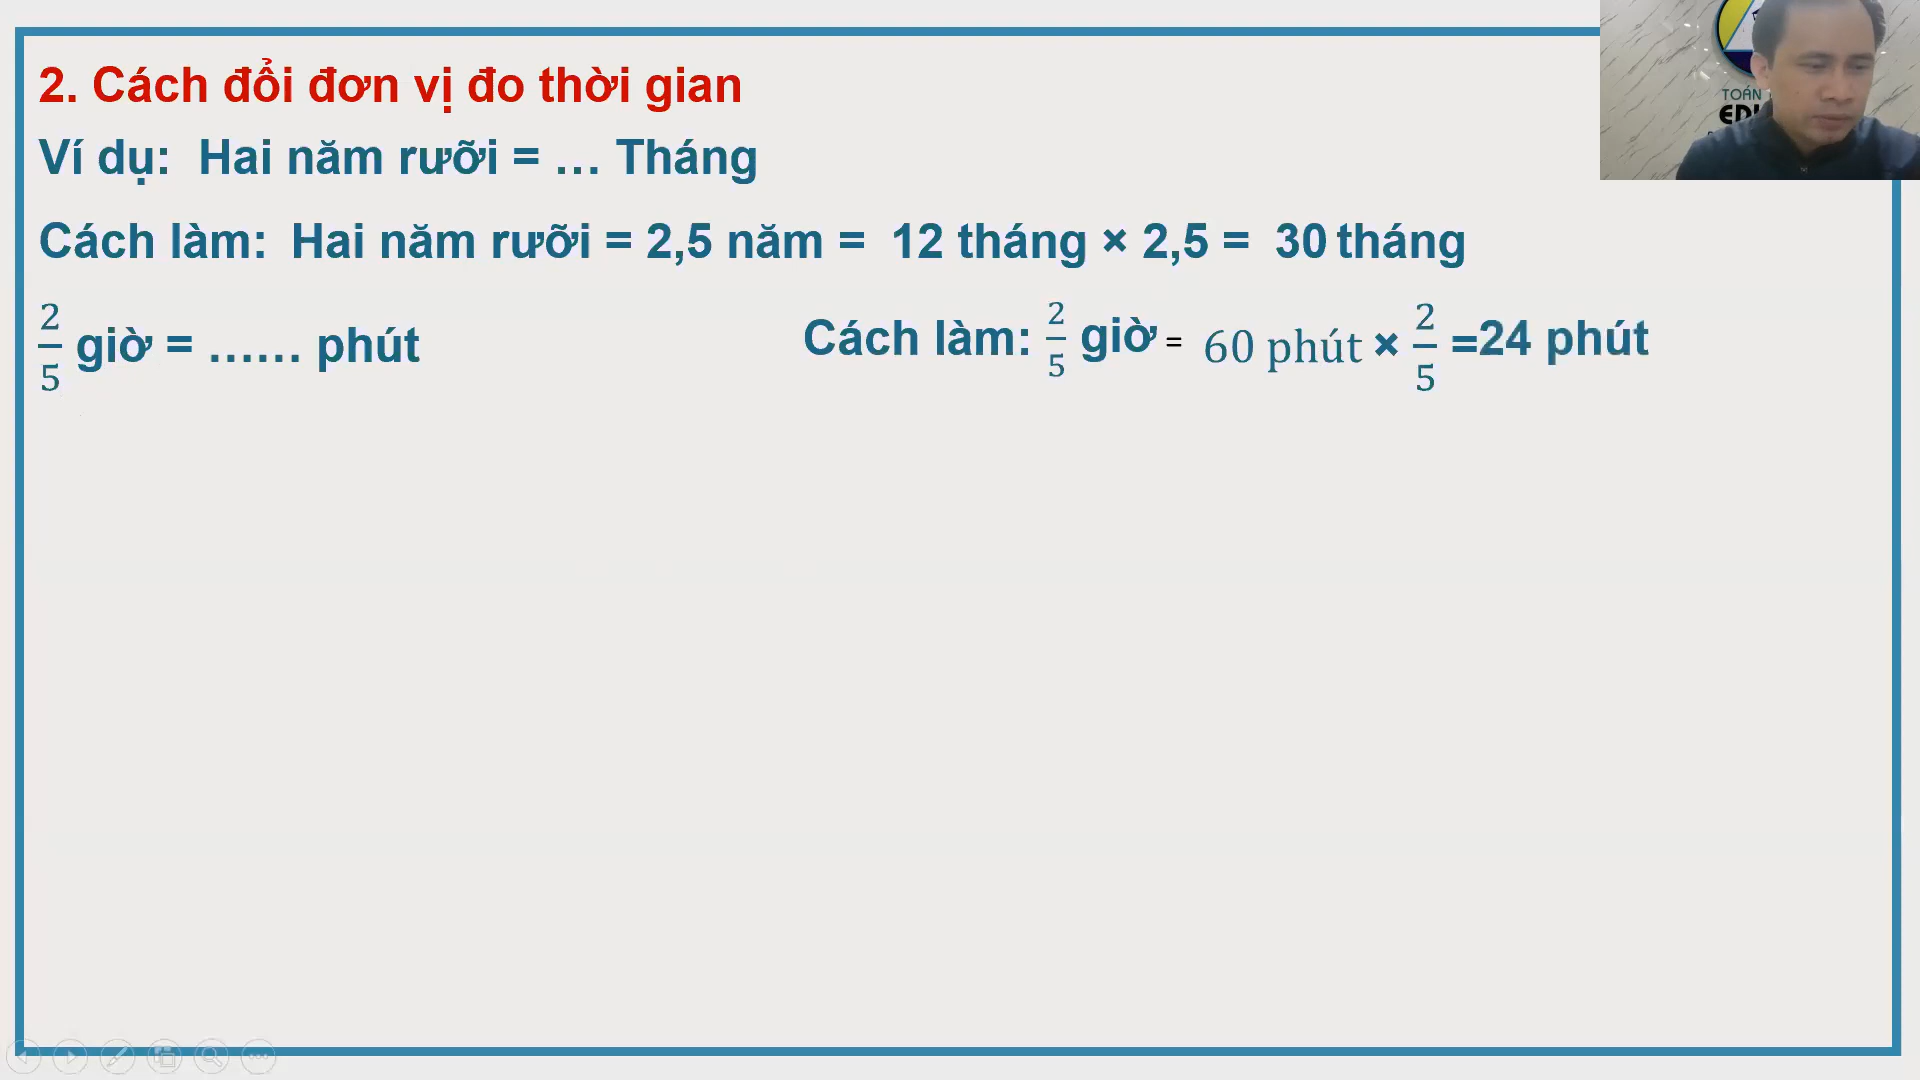 2. Cách đổi đơn vị đo thời gian
Ví dụ: Hai năm rưỡi = ... Tháng
Cách làm: Hai năm rưỡi = 2,5 năm = 12 tháng × 2,5 = 30 tháng
2/5 giờ = ...... phút
Cách làm: 2/5 giờ = 60 phút × 2/5 =24 phút
TOÁN